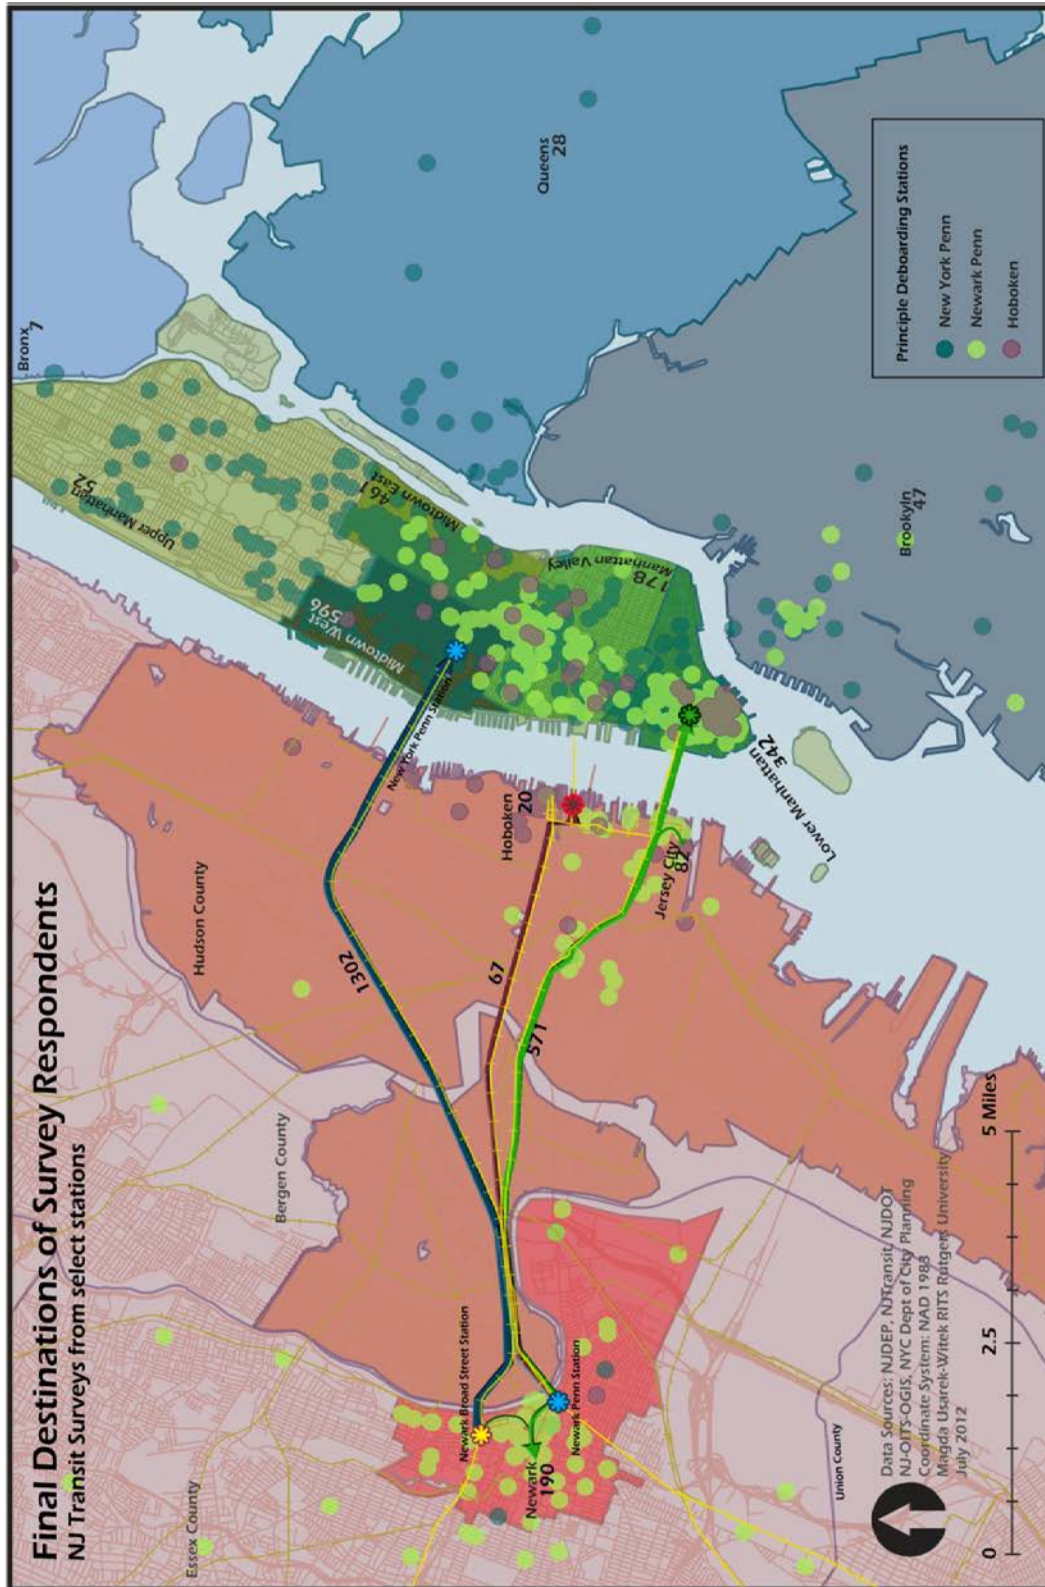 Final Destinations of Survey Respondents
NJ Transit Surveys from select stations
Bronx
7
Upper Manhattan
52
Midtown East
461
Midtown West
596
Manhattan Valley
178
Lower Manhattan
342
Queens
28
Brookyln
47
Hudson County
Bergen County
Essex County
Union County
New York Penn Station
Hoboken
20
Jersey City
82
1302
67
571
Newark Broad Street Station
Newark Penn Station
Newark
190
Principle Deboarding Stations
New York Penn
Newark Penn
Hoboken
Data Sources: NJDEP, NJTransit, NJDOT
NJ-OITS-OGIS, NYC Dept of City Planning
Coordinate System: NAD 1983
Magda Usarek-Witek RITS Rutgers University
July 2012
0 2.5 5 Miles